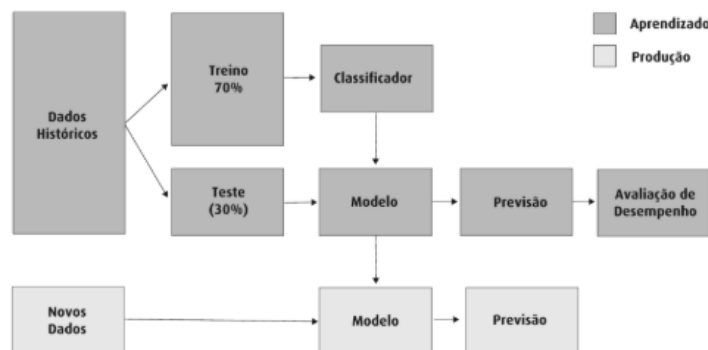 Aprendizado
Produção
Dados
Históricos
Treino
70%
Classificador
Teste
(30%)
Modelo
Previsão
Avaliação de
Desempenho
Novos
Dados
Modelo
Previsão